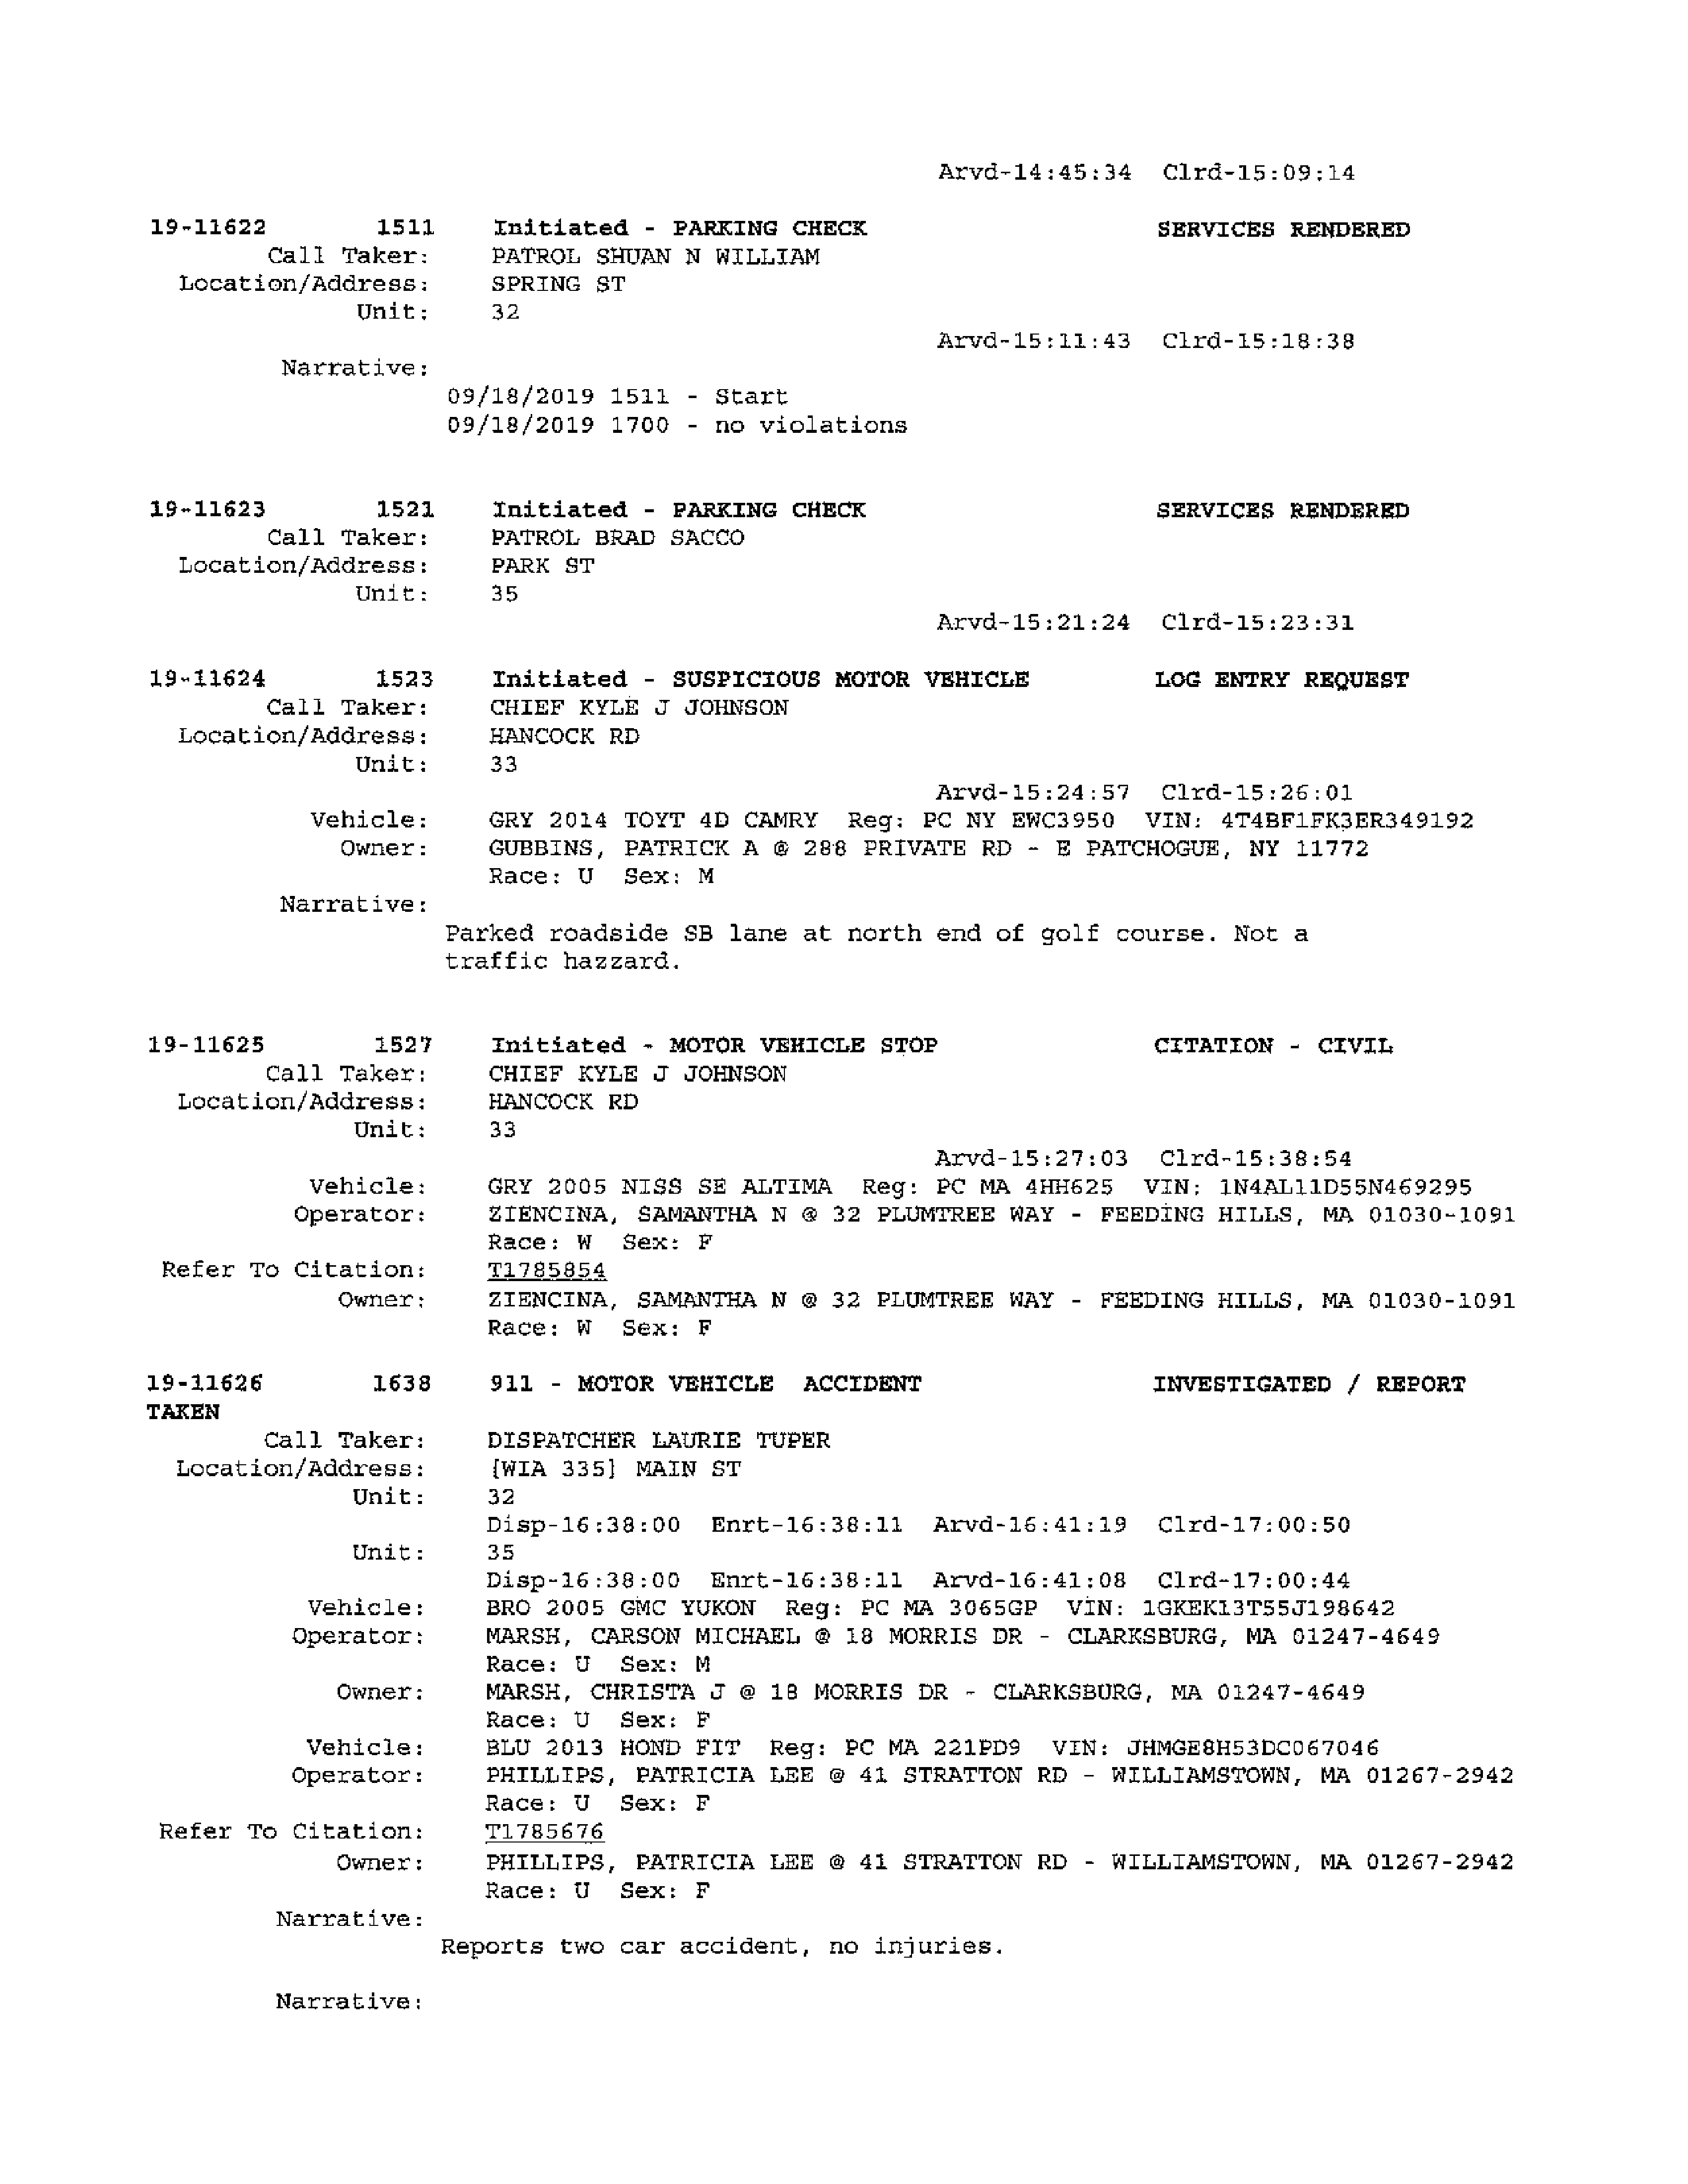 Arvd-14:45:34 Clrd-15:09:14
19-11622 1511 Initiated - PARKING CHECK SERVICES RENDERED
Call Taker: PATROL SHUAN N WILLIAM
Location/Address: SPRING ST
Unit: 32
Arvd-15:11:43 Clrd-15:18:38
Narrative:
09/18/2019 1511 - Start
09/18/2019 1700 - no violations
19-11623 1521 Initiated - PARKING CHECK SERVICES RENDERED
Call Taker: PATROL BRAD SACCO
Location/Address: PARK ST
Unit: 35
Arvd-15:21:24 Clrd-15:23:31
19-11624 1523 Initiated - SUSPICIOUS MOTOR VEHICLE LOG ENTRY REQUEST
Call Taker: CHIEF KYLE J JOHNSON
Location/Address: HANCOCK RD
Unit: 33
Arvd-15:24:57 Clrd-15:26:01
Vehicle: GRY 2014 TOYT 4D CAMRY Reg: PC NY EWC3950 VIN: 4T4BF1FK3ER349192
Owner: GUBBINS, PATRICK A @ 288 PRIVATE RD - E PATCHOGUE, NY 11772
Race: U Sex: M
Narrative:
Parked roadside SB lane at north end of golf course. Not a
traffic hazzard.
19-11625 1527 Initiated - MOTOR VEHICLE STOP CITATION - CIVIL
Call Taker: CHIEF KYLE J JOHNSON
Location/Address: HANCOCK RD
Unit: 33
Arvd-15:27:03 Clrd-15:38:54
Vehicle: GRY 2005 NISS SE ALTIMA Reg: PC MA 4HH625 VIN: 1N4AL11D55N469295
Operator: ZIENCINA, SAMANTHA N @ 32 PLUMTREE WAY - FEEDING HILLS, MA 01030-1091
Race: W Sex: F
Refer To Citation: T1785854
Owner: ZIENCINA, SAMANTHA N @ 32 PLUMTREE WAY - FEEDING HILLS, MA 01030-1091
Race: W Sex: F
19-11626 1638 911 - MOTOR VEHICLE ACCIDENT INVESTIGATED / REPORT
TAKEN
Call Taker: DISPATCHER LAURIE TUPER
Location/Address: [WIA 335] MAIN ST
Unit: 32
Disp-16:38:00 Enrt-16:38:11 Arvd-16:41:19 Clrd-17:00:50
Unit: 35
Disp-16:38:00 Enrt-16:38:11 Arvd-16:41:08 Clrd-17:00:44
Vehicle: BRO 2005 GMC YUKON Reg: PC MA 3065GP VIN: 1GKEK13T55J198642
Operator: MARSH, CARSON MICHAEL @ 18 MORRIS DR - CLARKSBURG, MA 01247-4649
Race: U Sex: M
Owner: MARSH, CHRISTA J @ 18 MORRIS DR - CLARKSBURG, MA 01247-4649
Race: U Sex: F
Vehicle: BLU 2013 HOND FIT Reg: PC MA 221PD9 VIN: JHMGE8H53DC067046
Operator: PHILLIPS, PATRICIA LEE @ 41 STRATTON RD - WILLIAMSTOWN, MA 01267-2942
Race: U Sex: F
Refer To Citation: T1785676
Owner: PHILLIPS, PATRICIA LEE @ 41 STRATTON RD - WILLIAMSTOWN, MA 01267-2942
Race: U Sex: F
Narrative:
Reports two car accident, no injuries.
Narrative: